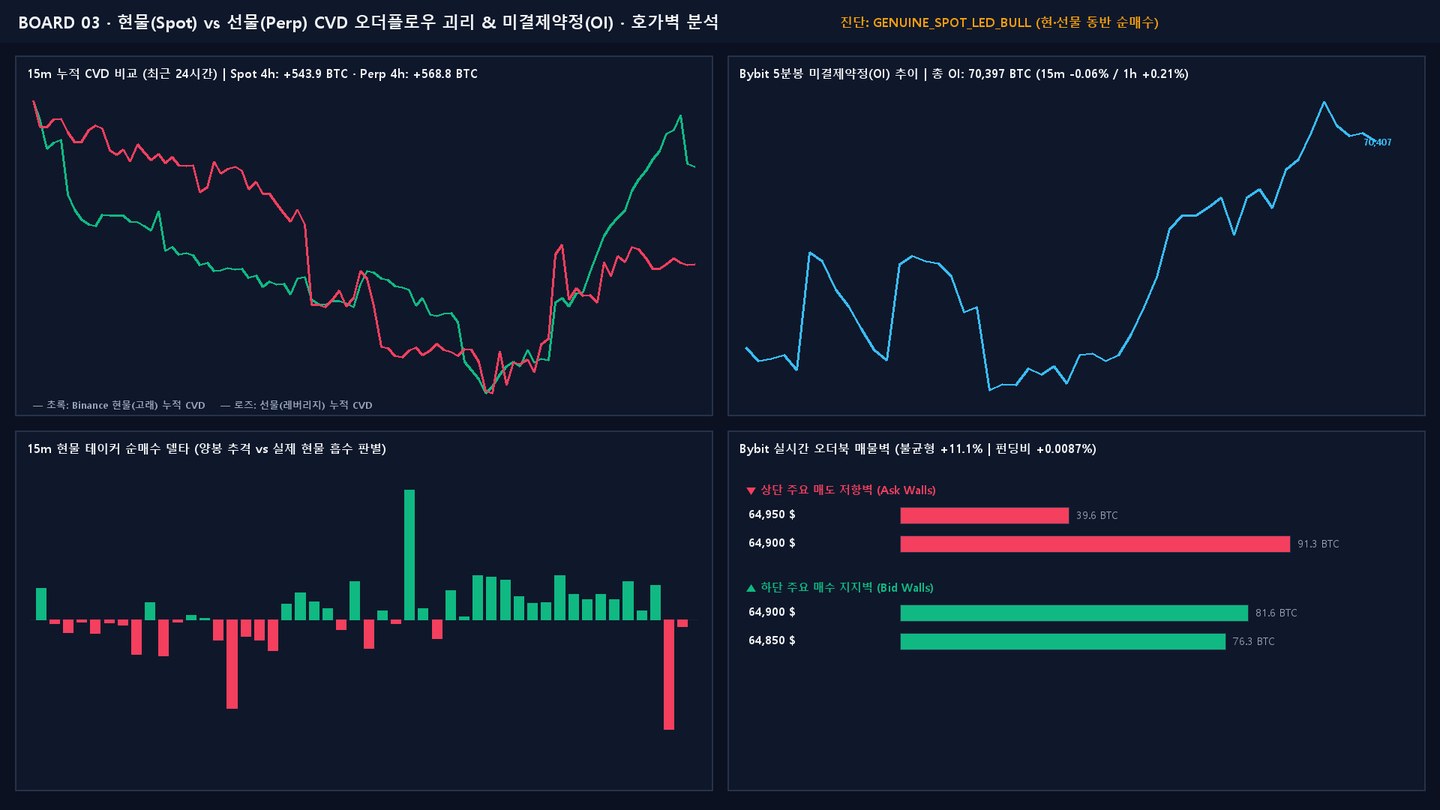 BOARD 03 · 현물(Spot) vs 선물(Perp) CVD 오더플로우 괴리 & 미결제약정(OI) · 호가벽 분석
진단: GENUINE_SPOT_LED_BULL (현·선물 동반 순매수)
15m 누적 CVD 비교 (최근 24시간) | Spot 4h: +543.9 BTC · Perp 4h: +568.8 BTC
— 초록: Binance 현물(고래) 누적 CVD
— 로즈: 선물(레버리지) 누적 CVD
Bybit 5분봉 미결제약정(OI) 추이 | 총 OI: 70,397 BTC (15m -0.06% / 1h +0.21%)
70,407
15m 현물 테이커 순매수 델타 (양봉 추격 vs 실제 현물 흡수 판별)
Bybit 실시간 오더북 매물벽 (불균형 +11.1% | 펀딩비 +0.0087%)
▼ 상단 주요 매도 저항벽 (Ask Walls)
64,950 $ 39.6 BTC
64,900 $ 91.3 BTC
▲ 하단 주요 매수 지지벽 (Bid Walls)
64,900 $ 81.6 BTC
64,850 $ 76.3 BTC